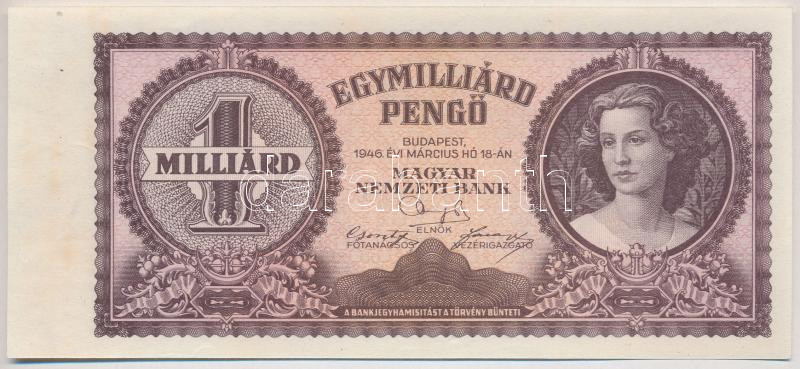 EGYMILLIÁRD
PENGŐ
1
MILLIÁRD
BUDAPEST,
1946. ÉVI MÁRCIUS HÓ 18-ÁN
MAGYAR
NEMZETI BANK
ELNÖK
FŐTANÁCSOS VEZÉRIGAZGATÓ
A BANKJEGYHAMISÍTÁST A TÖRVÉNY BÜNTETI
darabanth